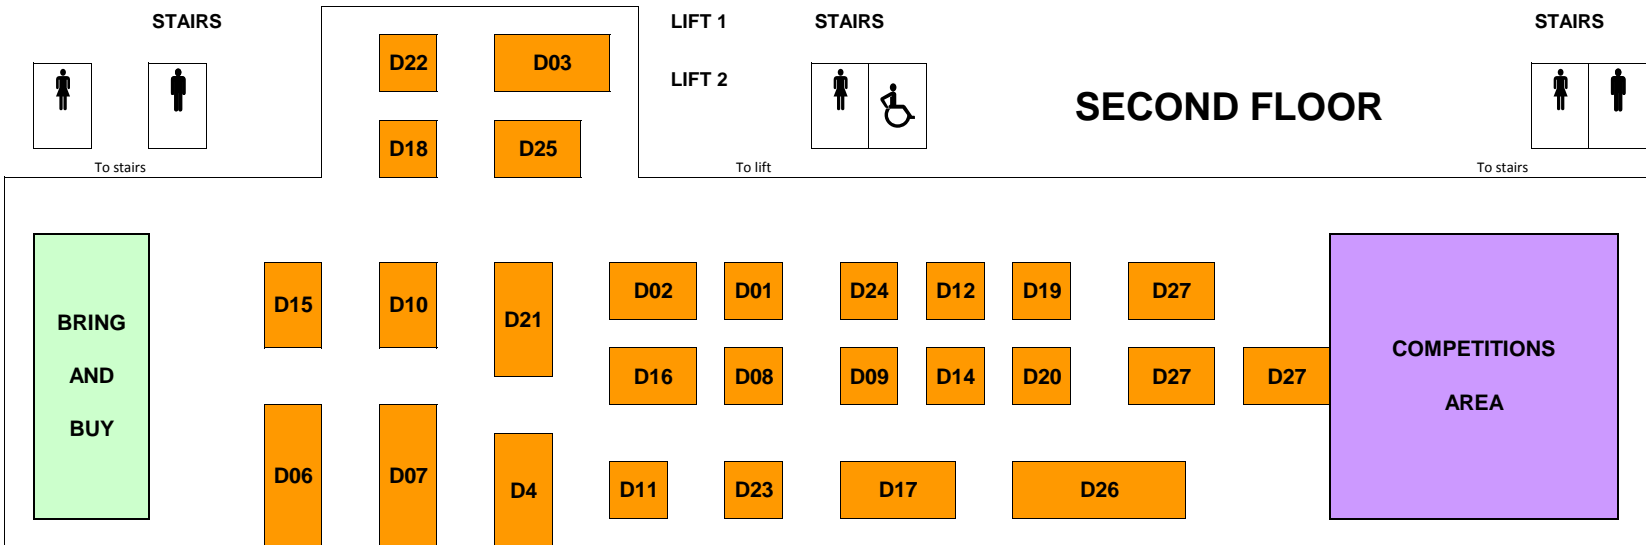 STAIRS
LIFT 1
STAIRS
STAIRS
D22
D03
LIFT 2
SECOND FLOOR
D18
D25
To stairs
To lift
To stairs
D15
D10
D21
D02
D01
D24
D12
D19
D27
D16
D08
D09
D14
D20
D27
D27
BRING
AND
BUY
COMPETITIONS
AREA
D06
D07
D4
D11
D23
D17
D26